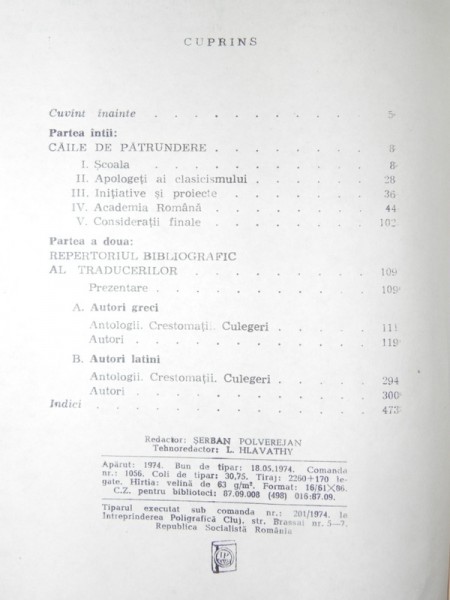 CUPRINS
Cuvînt înainte . . . . . . . . . . 5
Partea întîi:
CĂILE DE PĂTRUNDERE . . . . . . . 8
I. Școala . . . . . . . . . . 8
II. Apologeți ai clasicismului . . . . . . 28
III. Inițiative și proiecte . . . . . . . 36
IV. Academia Română . . . . . . . 44
V. Considerații finale . . . . . . . 102
Partea a doua:
REPERTORIUL BIBLIOGRAFIC
AL TRADUCERILOR . . . . . . . . 109
Prezentare . . . . . . . . . 109
A. Autori greci
Antologii. Crestomații. Culegeri . . . . . 111
Autori . . . . . . . . . . 119
B. Autori latini
Antologii. Crestomații. Culegeri . . . . . 294
Autori . . . . . . . . . . 300
Indici . . . . . . . . . . . . 473
Redactor: ȘERBAN POLVEREJAN
Tehnoredactor: L. HLAVATHY
Apărut: 1974. Bun de tipar: 18.05.1974. Comanda
nr.: 1056. Coli de tipar: 30,75. Tiraj: 2260+170 le-
gate. Hîrtia: velină de 63 g/m². Format: 16/61×86.
C.Z. pentru biblioteci: 87.09.008 (498) 016:87.09.
Tiparul executat sub comanda nr.: 201/1974. la
Întreprinderea Poligrafică Cluj, str. Brassai nr. 5—7.
Republica Socialistă România